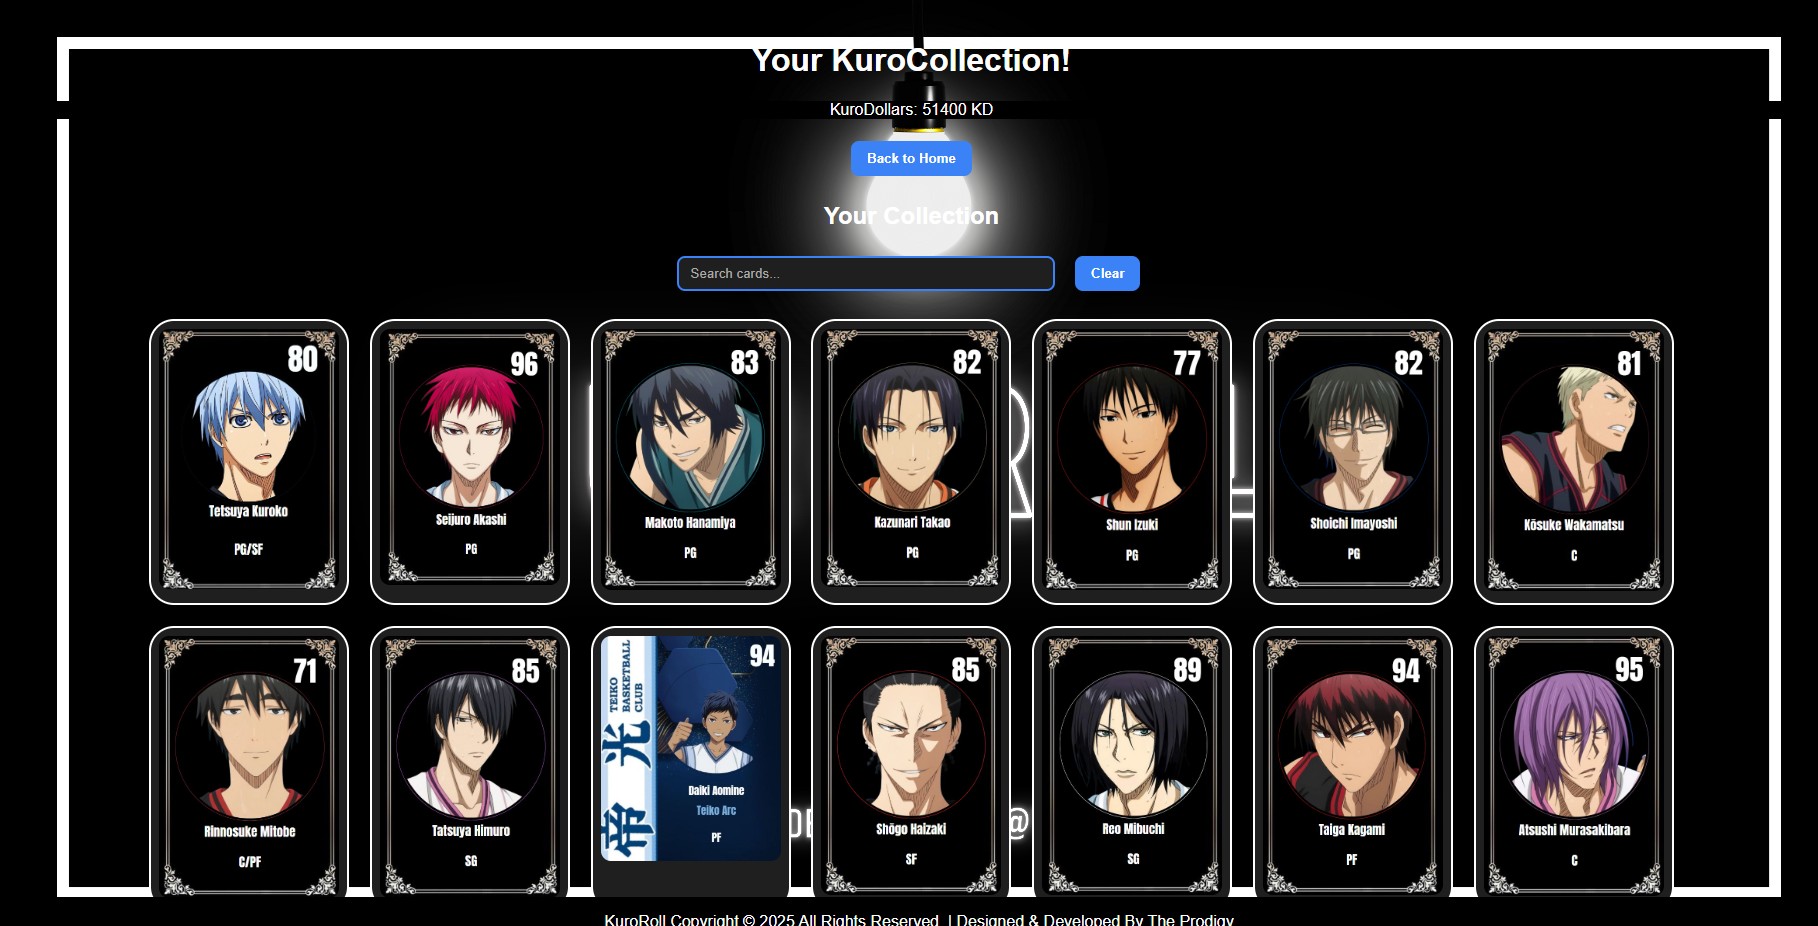 Your KuroCollection!
KuroDollars: 51400 KD
Back to Home
Your Collection
Search cards...
Clear
80
Tetsuya Kuroko
PG/SF
96
Seijuro Akashi
PG
83
Makoto Hanamiya
PG
82
Kazunari Takao
PG
77
Shun Izuki
PG
82
Shoichi Imayoshi
PG
81
Kōsuke Wakamatsu
C
71
Rinnosuke Mitobe
C/PF
85
Tatsuya Himuro
SG
94
TEIKO
BASKETBALL
CLUB
帝光
Daiki Aomine
Teiko Arc
PF
85
Shōgo Haizaki
SF
89
Reo Mibuchi
SG
94
Taiga Kagami
PF
95
Atsushi Murasakibara
C
@
KuroRoll Copyright © 2025 All Rights Reserved. | Designed & Developed By The Prodigy